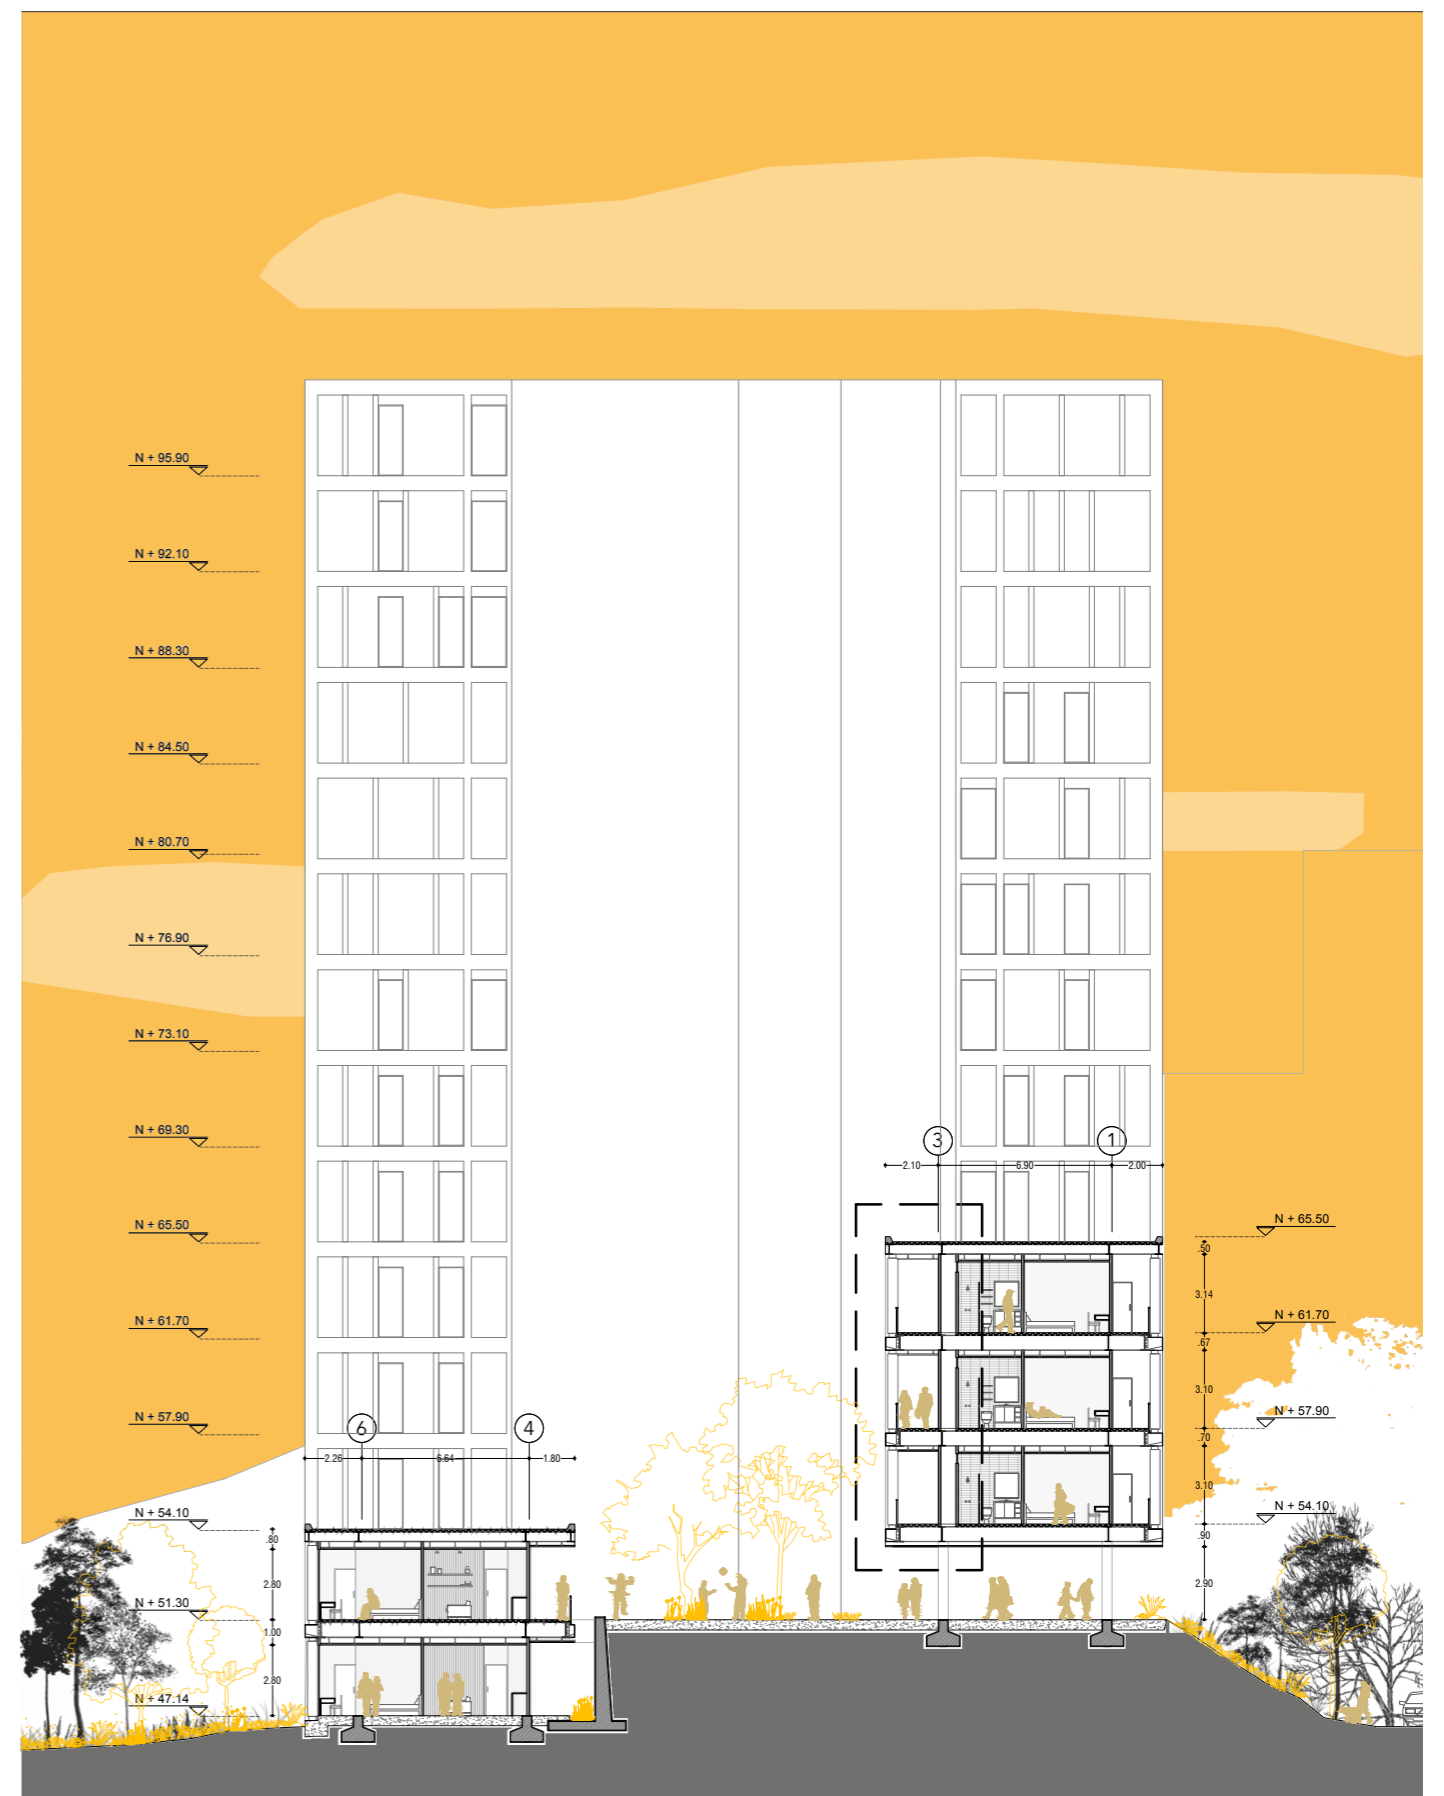 N + 95.90
N + 92.10
N + 88.30
N + 84.50
N + 80.70
N + 76.90
N + 73.10
N + 69.30
3 1
2.10 6.90 2.00
N + 65.50
N + 65.50
.50
3.14
N + 61.70
N + 61.70
.67
3.10
N + 57.90
N + 57.90
6 4
.70
2.26 6.64 1.80
3.10
N + 54.10
N + 54.10
.80
.90
2.80
2.90
N + 51.30
1.00
2.80
N + 47.14